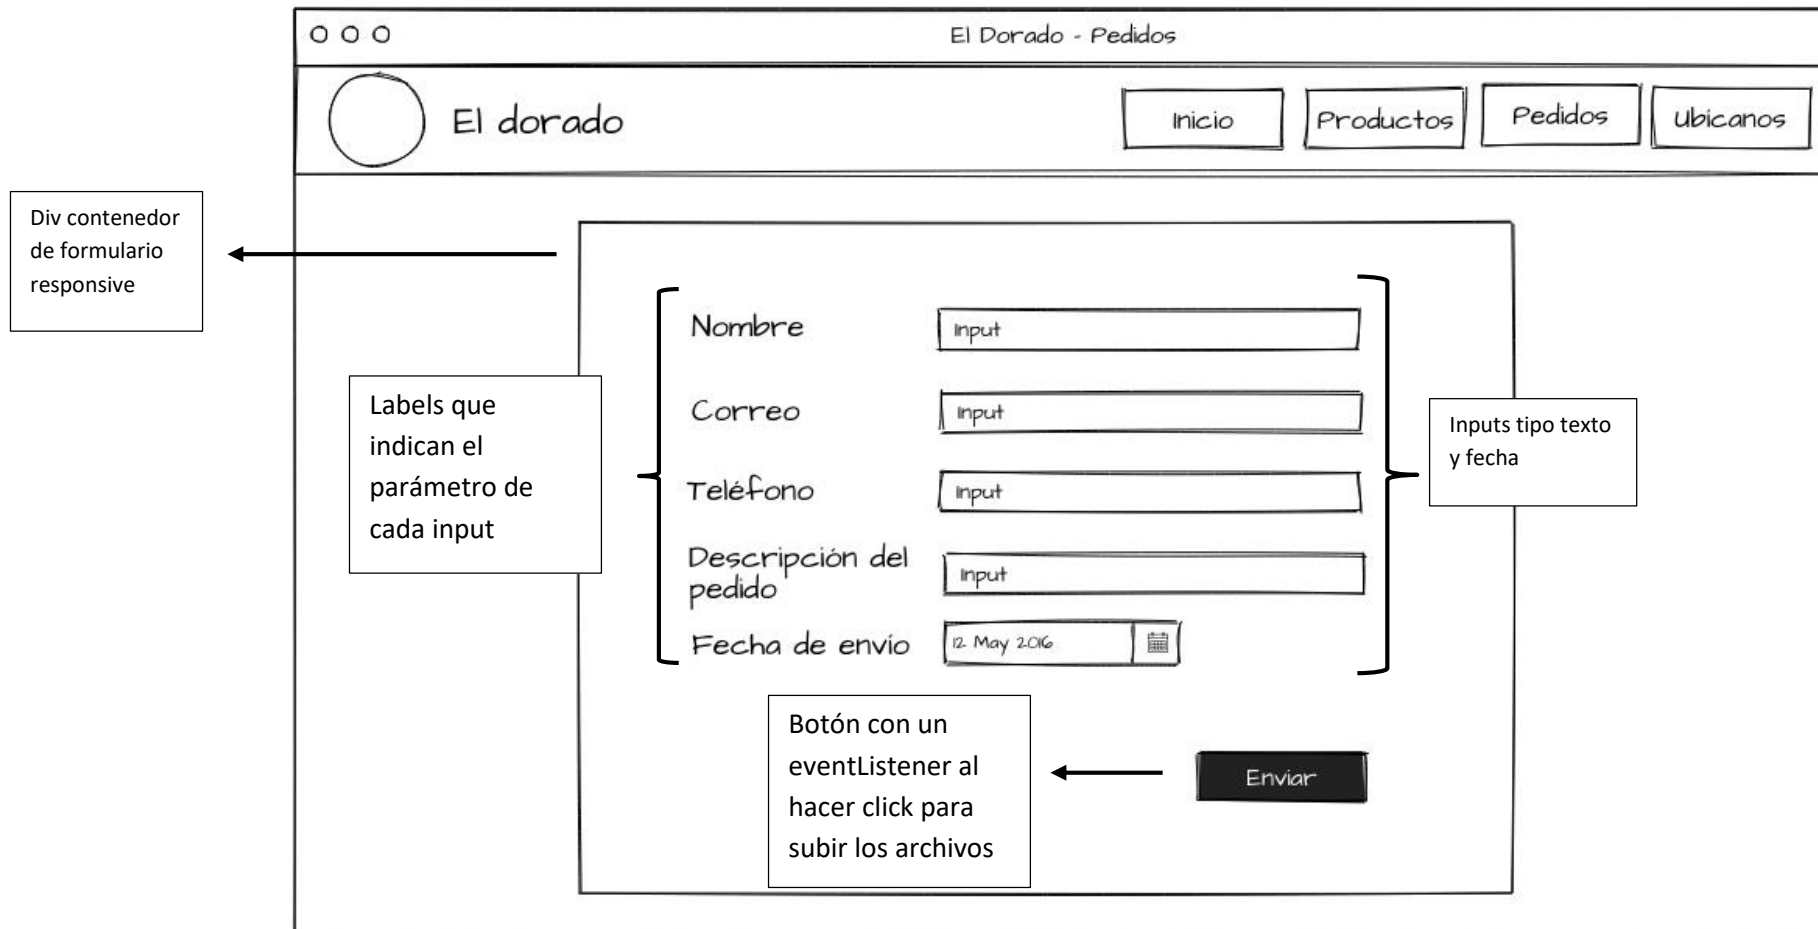 El Dorado - Pedidos
El dorado
Inicio
Productos
Pedidos
Ubicanos
Div contenedor
de formulario
responsive
Nombre
Input
Labels que
indican el
parámetro de
cada input
Correo
Input
Inputs tipo texto
y fecha
Teléfono
Input
Descripción del
pedido
Input
Fecha de envío
12 May 2016
Botón con un
eventListener al
hacer click para
subir los archivos
Enviar